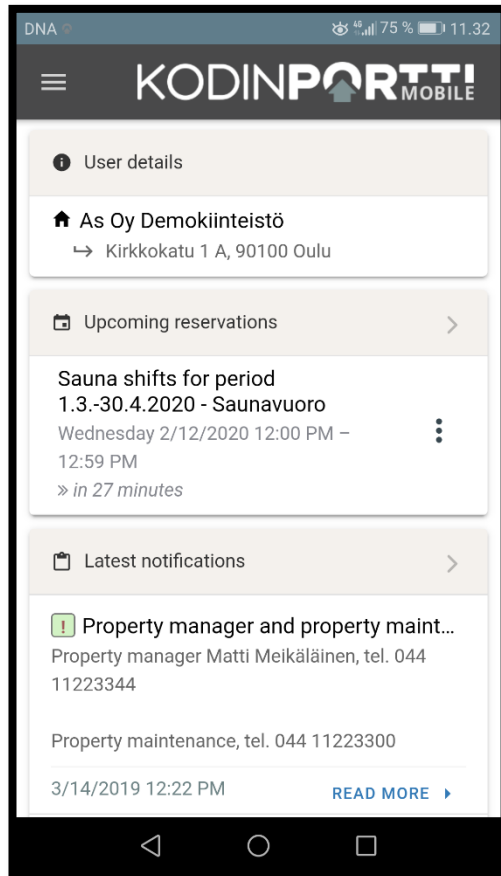 DNA 4G 75 % 11.32
KODINPORTTI
MOBILE
User details
As Oy Demokiinteistö
Kirkkokatu 1 A, 90100 Oulu
Upcoming reservations
Sauna shifts for period
1.3.-30.4.2020 - Saunavuoro
Wednesday 2/12/2020 12:00 PM –
12:59 PM
» in 27 minutes
Latest notifications
! Property manager and property maint...
Property manager Matti Meikäläinen, tel. 044
11223344
Property maintenance, tel. 044 11223300
3/14/2019 12:22 PM READ MORE